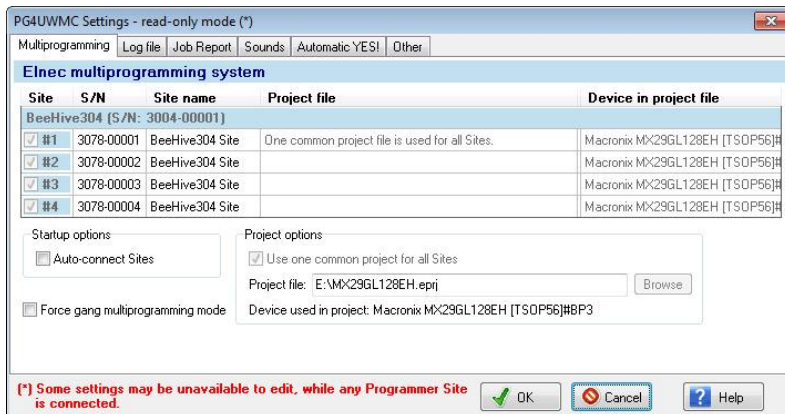 PG4UWMC Settings - read-only mode (*)
Multiprogramming Log file Job Report Sounds Automatic YES! Other
Elnec multiprogramming system
Site S/N Site name Project file Device in project file
BeeHive304 (S/N: 3004-00001)
#1 3078-00001 BeeHive304 Site One common project file is used for all Sites. Macronix MX29GL128EH [TSOP56]#
#2 3078-00002 BeeHive304 Site Macronix MX29GL128EH [TSOP56]#
#3 3078-00003 BeeHive304 Site Macronix MX29GL128EH [TSOP56]#
#4 3078-00004 BeeHive304 Site Macronix MX29GL128EH [TSOP56]#
Startup options Project options
Auto-connect Sites Use one common project for all Sites
Project file: E:\MX29GL128EH.eprj Browse
Force gang multiprogramming mode Device used in project: Macronix MX29GL128EH [TSOP56]#BP3
(*) Some settings may be unavailable to edit, while any Programmer Site
is connected.
OK Cancel ? Help